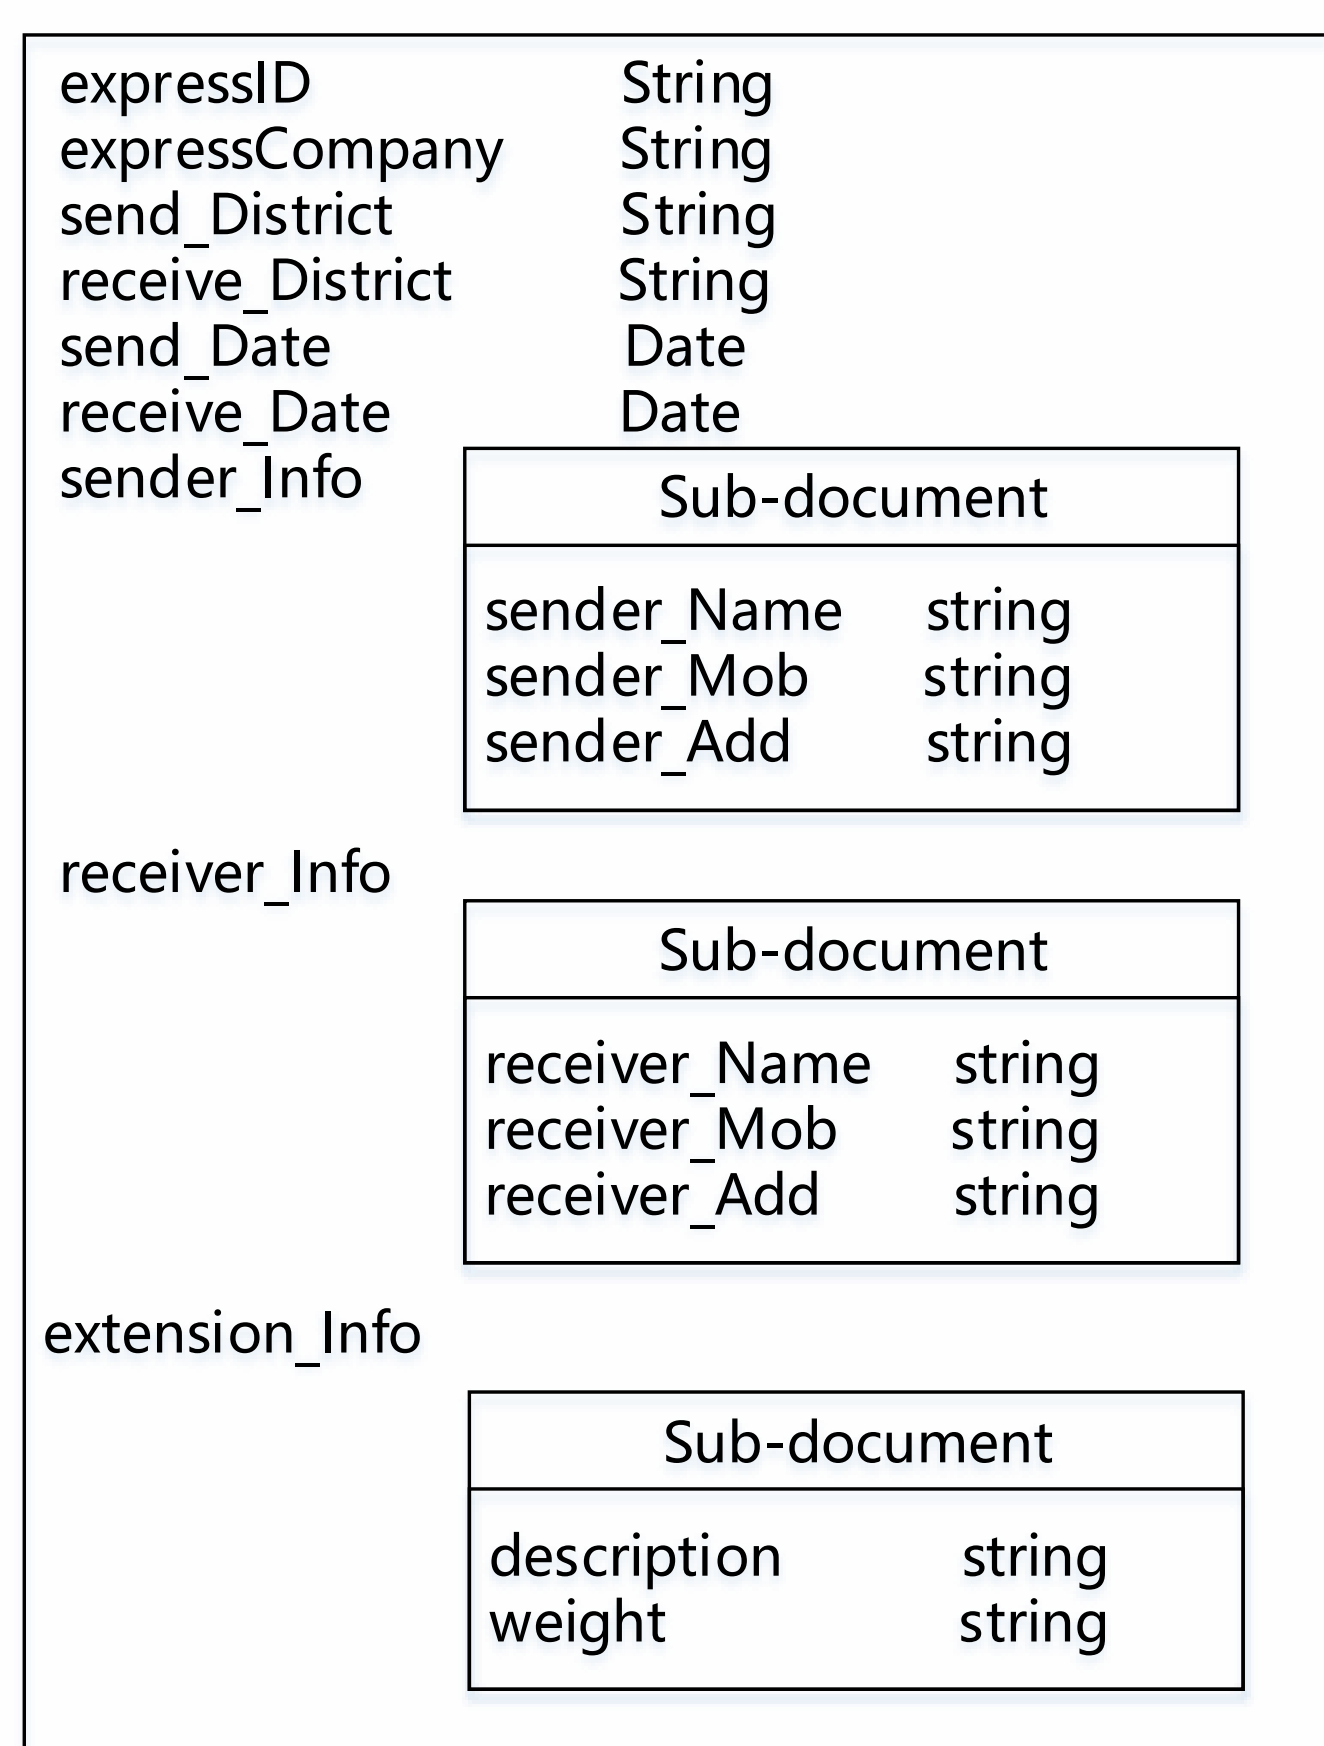 expressID String
expressCompany String
send_District String
receive_District String
send_Date Date
receive_Date Date
sender_Info
Sub-document
sender_Name string
sender_Mob string
sender_Add string
receiver_Info
Sub-document
receiver_Name string
receiver_Mob string
receiver_Add string
extension_Info
Sub-document
description string
weight string